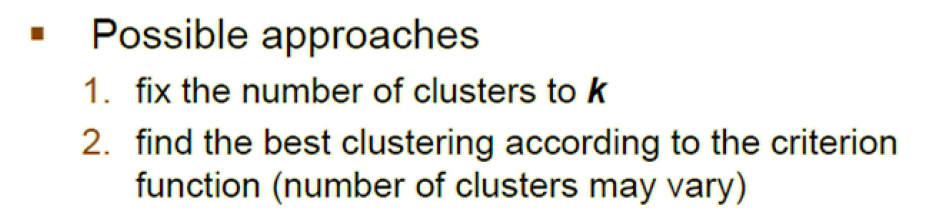 ▪ Possible approaches
1. fix the number of clusters to k
2. find the best clustering according to the criterion
function (number of clusters may vary)